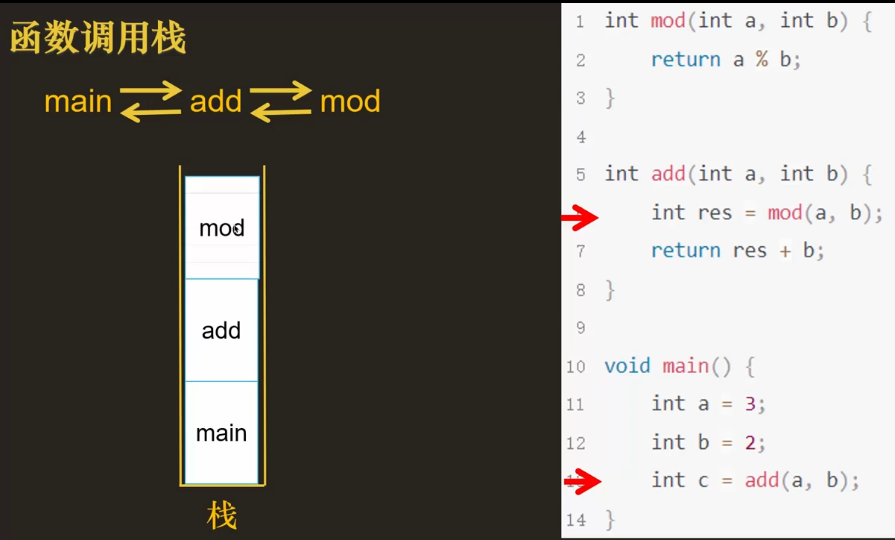 函数调用栈
main add mod
mod
add
main
栈
1 int mod(int a, int b) {
2 return a % b;
3 }
4
5 int add(int a, int b) {
int res = mod(a, b);
7 return res + b;
8 }
9
10 void main() {
11 int a = 3;
12 int b = 2;
int c = add(a, b);
14 }